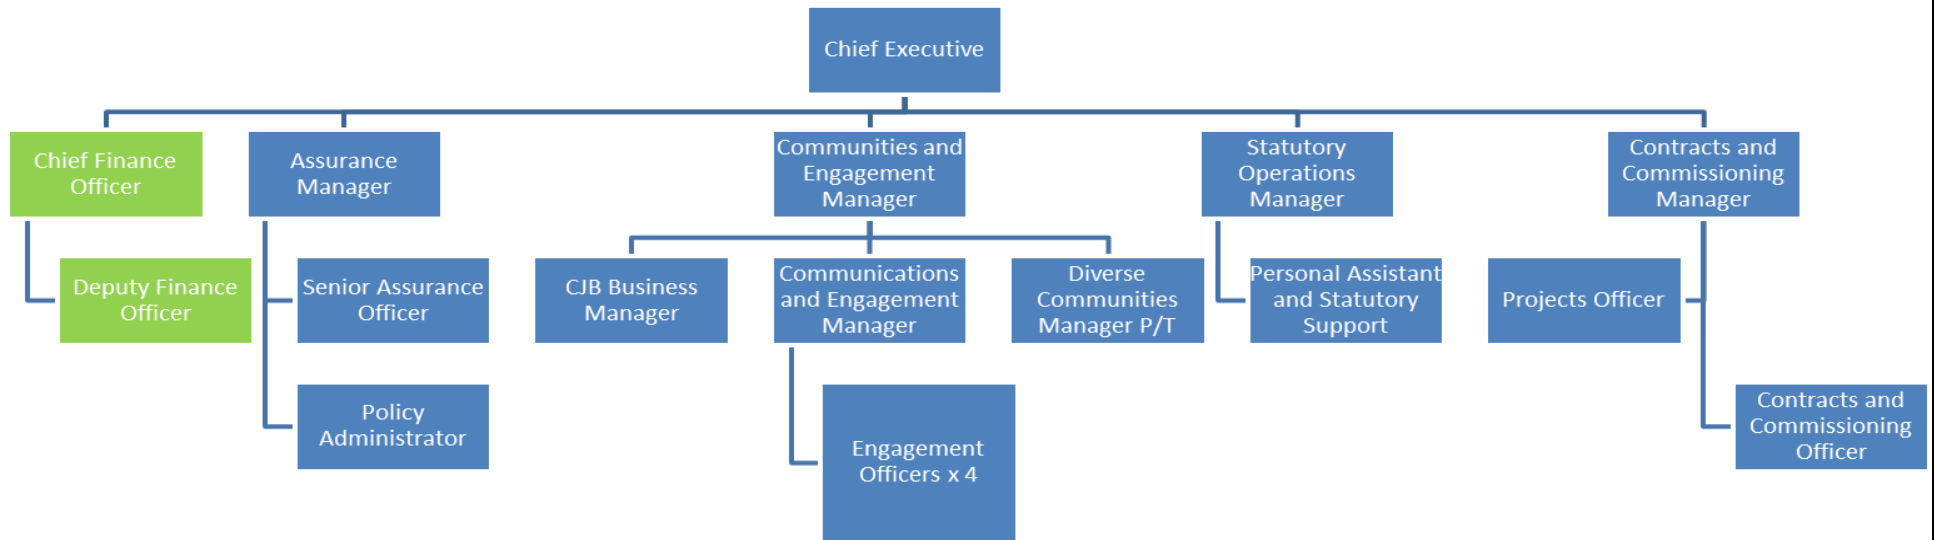 Chief Executive
Chief Finance
Officer
Assurance
Manager
Communities and
Engagement
Manager
Statutory
Operations
Manager
Contracts and
Commissioning
Manager
Deputy Finance
Officer
Senior Assurance
Officer
CJB Business
Manager
Communications
and Engagement
Manager
Diverse
Communities
Manager P/T
Personal Assistant
and Statutory
Support
Projects Officer
Policy
Administrator
Engagement
Officers x 4
Contracts and
Commissioning
Officer